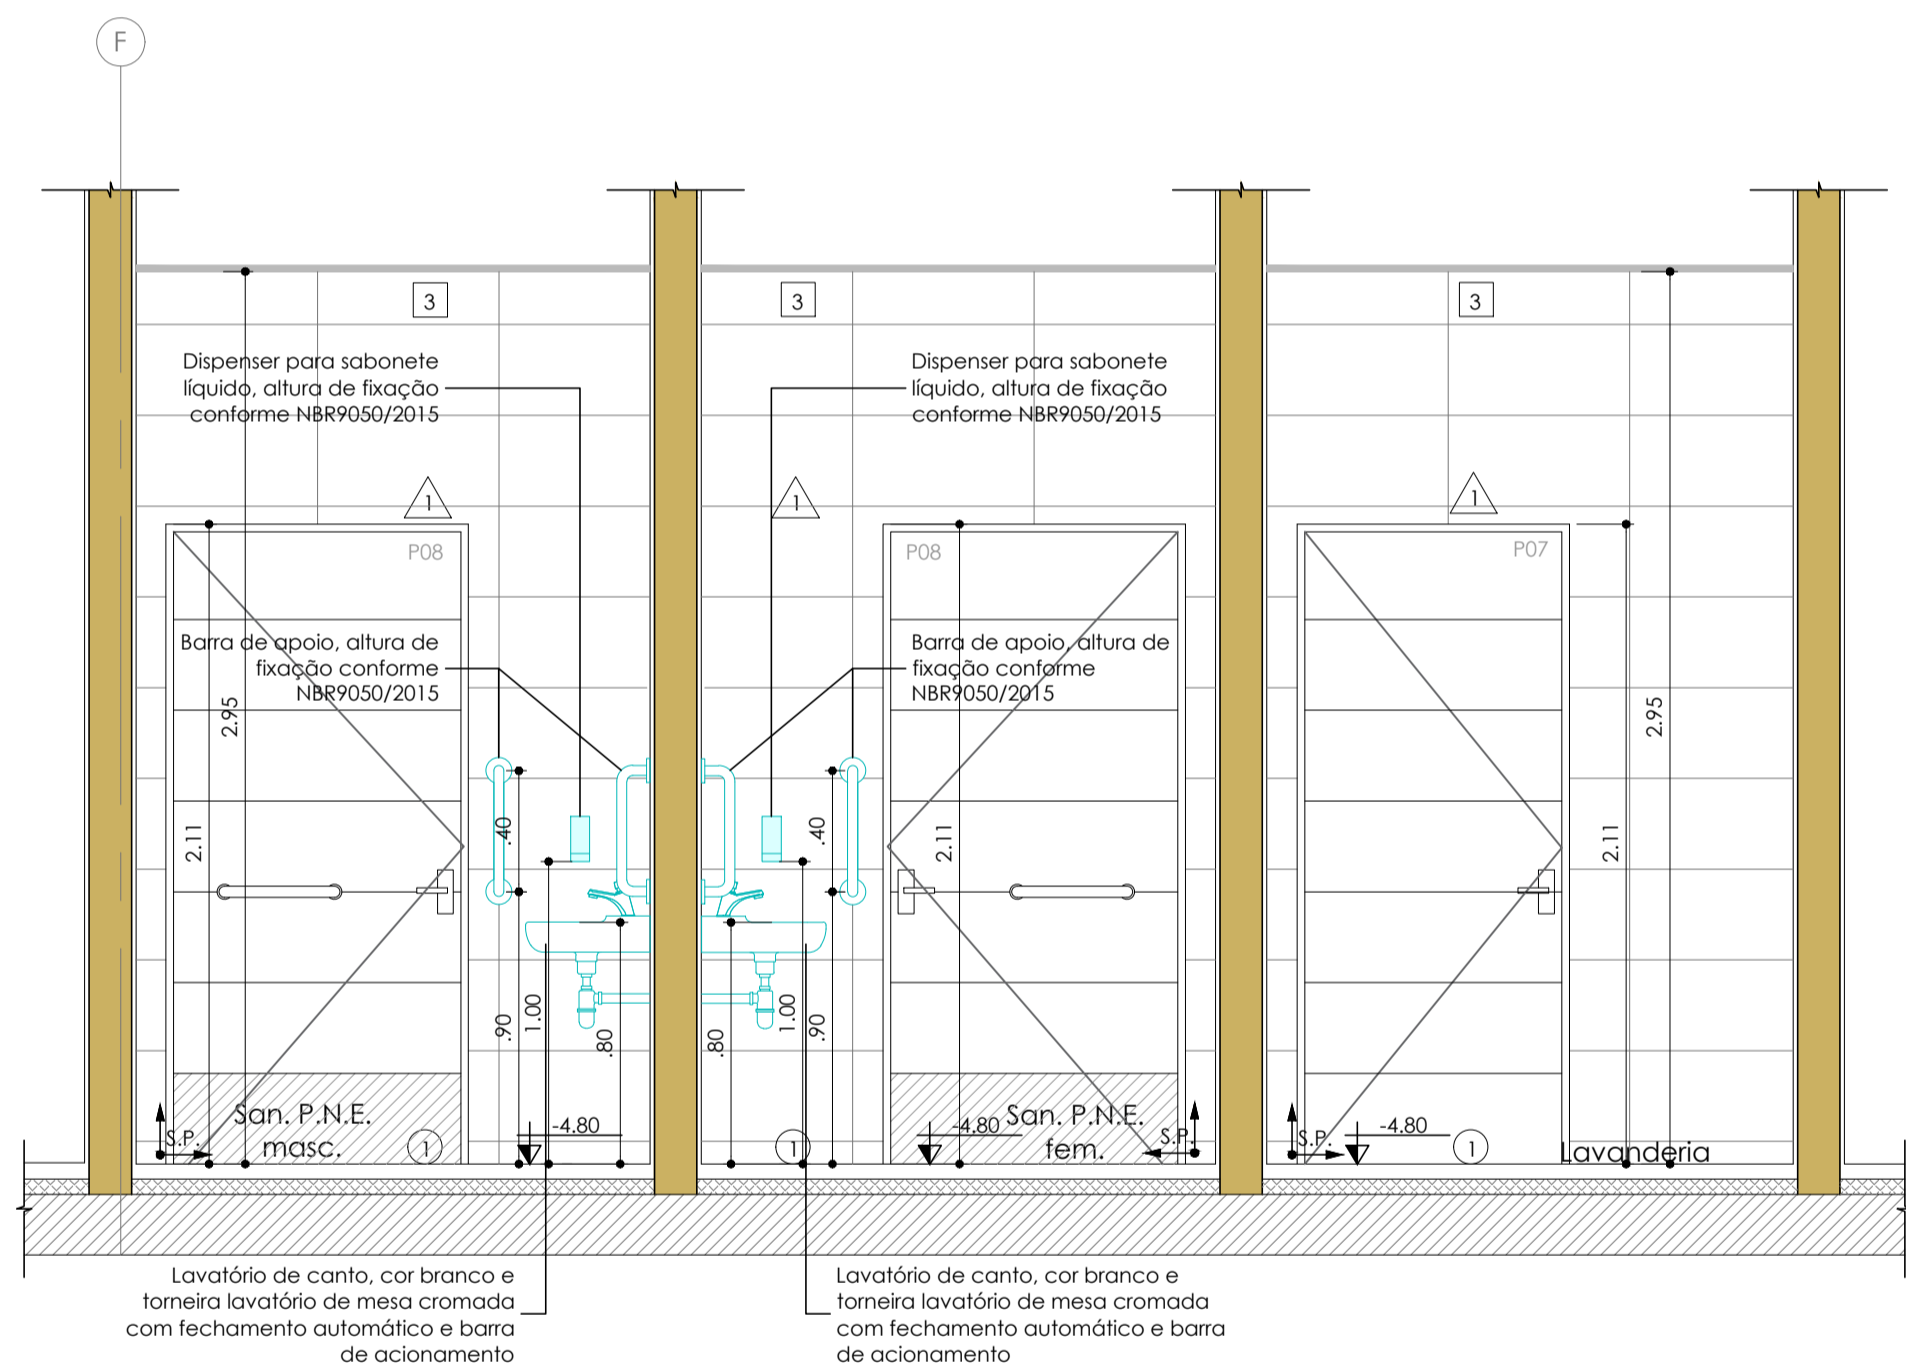 F
3
3
3
Dispenser para sabonete
líquido, altura de fixação
conforme NBR9050/2015
Dispenser para sabonete
líquido, altura de fixação
conforme NBR9050/2015
1
1
1
P08
P08
P07
Barra de apoio, altura de
fixação conforme
NBR9050/2015
Barra de apoio, altura de
fixação conforme
NBR9050/2015
2.95
2.95
2.11
.40
.40
2.11
2.11
.90
1.00
.80
.80
1.00
.90
San. P.N.E.
masc.
S.P.
1
-4.80
1
-4.80
San. P.N.E.
fem.
S.P.
S.P.
-4.80
1
Lavanderia
Lavatório de canto, cor branco e
torneira lavatório de mesa cromada
com fechamento automático e barra
de acionamento
Lavatório de canto, cor branco e
torneira lavatório de mesa cromada
com fechamento automático e barra
de acionamento